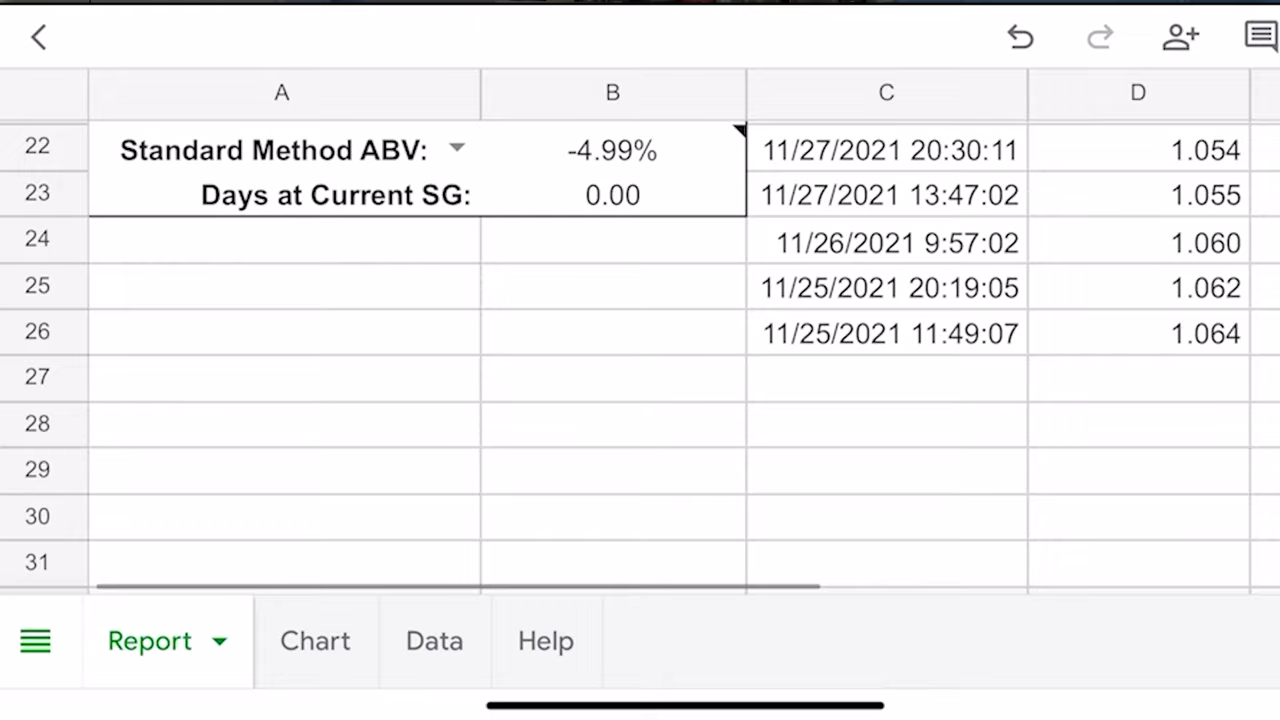 A B C D
22 Standard Method ABV: -4.99% 11/27/2021 20:30:11 1.054
23 Days at Current SG: 0.00 11/27/2021 13:47:02 1.055
24 11/26/2021 9:57:02 1.060
25 11/25/2021 20:19:05 1.062
26 11/25/2021 11:49:07 1.064
27
28
29
30
31
Report Chart Data Help